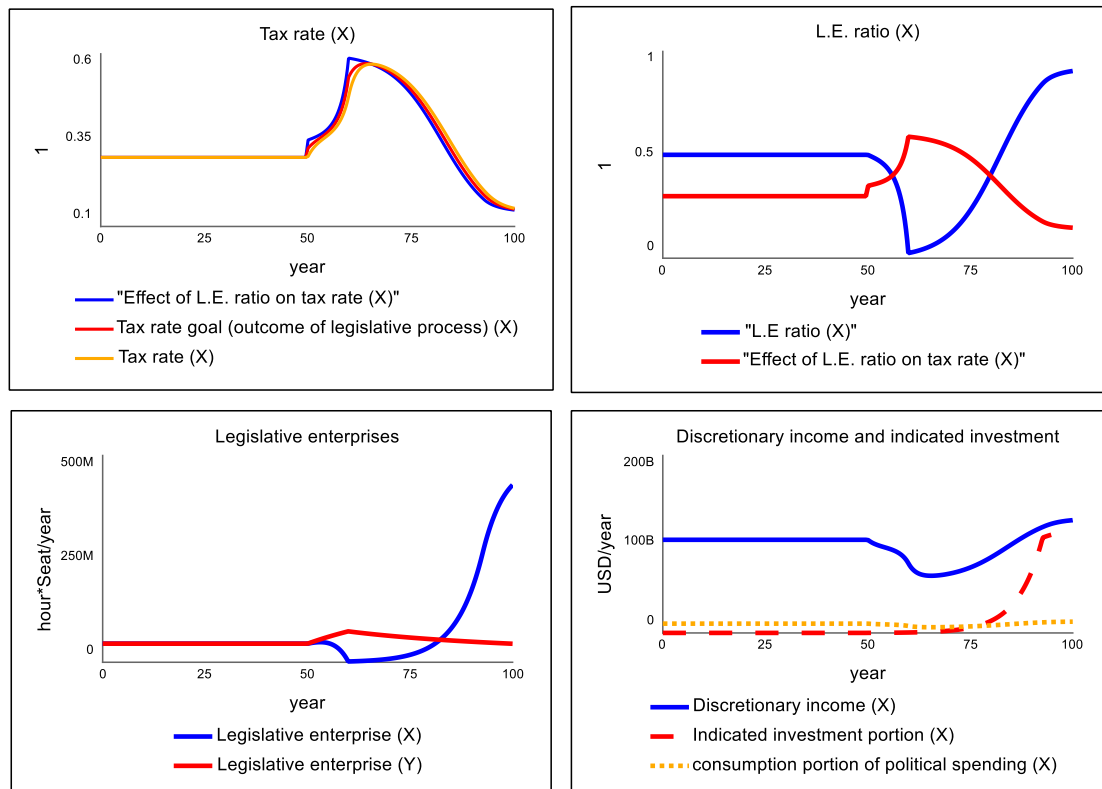 Tax rate (X)
0.6
0.35
0.1
1
0
25
50
75
100
year
"Effect of L.E. ratio on tax rate (X)"
Tax rate goal (outcome of legislative process) (X)
Tax rate (X)
L.E. ratio (X)
1
0.5
0
1
0
25
50
75
100
year
"L.E ratio (X)"
"Effect of L.E. ratio on tax rate (X)"
Legislative enterprises
500M
250M
0
hour*Seat/year
0
25
50
75
100
year
Legislative enterprise (X)
Legislative enterprise (Y)
Discretionary income and indicated investment
200B
100B
0
USD/year
0
25
50
75
100
year
Discretionary income (X)
Indicated investment portion (X)
consumption portion of political spending (X)